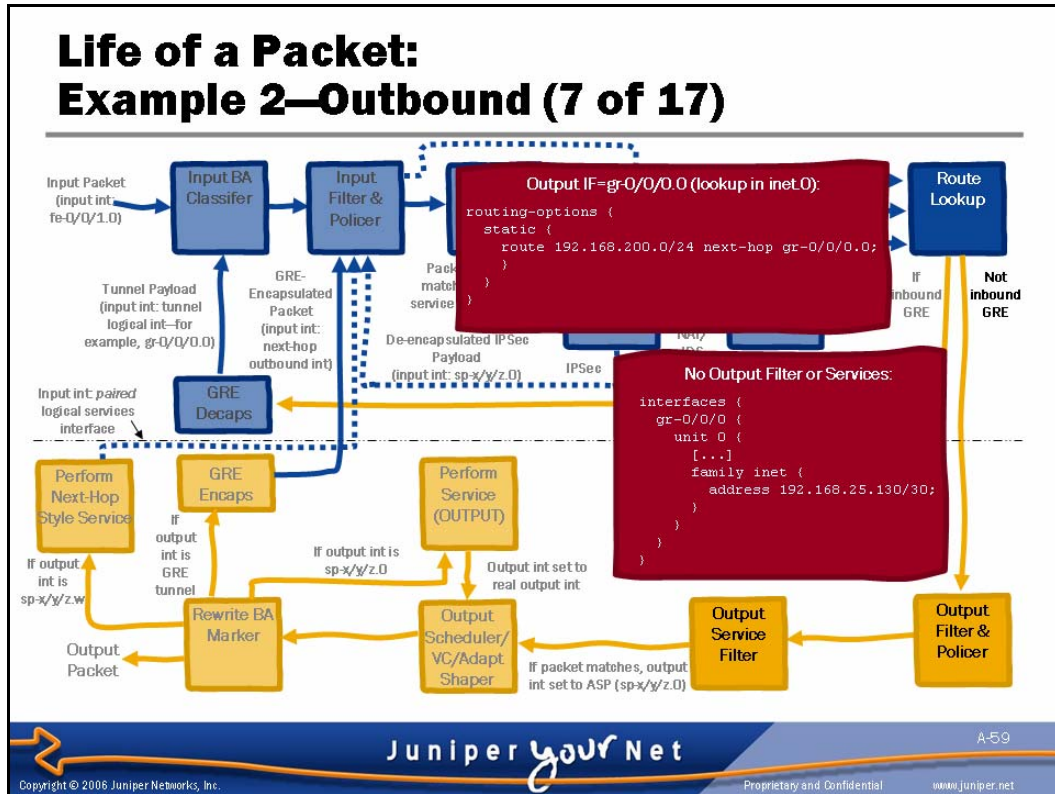 Life of a Packet:
Example 2—Outbound (7 of 17)
Input Packet
(input int:
fe-0/0/1.0)
Input BA
Classifer
Input
Filter &
Policer
Output IF=gr-0/0/0.0 (lookup in inet.0):
routing-options {
static {
route 192.168.200.0/24 next-hop gr-0/0/0.0;
}
}
}
Route
Lookup
Tunnel Payload
(input int: tunnel
logical int—for
example, gr-0/0/0.0)
GRE-
Encapsulated
Packet
(input int:
next-hop
outbound int)
match
service
If
inbound
GRE
Not
inbound
GRE
De-encapsulated IPSec
Payload
(input int: sp-x/y/z.0)
IPSec
NAT/
Input int: paired
logical services
interface
GRE
Decaps
No Output Filter or Services:
interfaces {
gr-0/0/0 {
unit 0 {
[...]
family inet {
address 192.168.25.130/30;
}
}
}
}
Perform
Next-Hop
Style Service
GRE
Encaps
Perform
Service
(OUTPUT)
If output
int is
sp-x/y/z.w
If
output
int is
GRE
tunnel
If output int is
sp-x/y/z.0
Output int set to
real output int
Output
Packet
Rewrite BA
Marker
Output
Scheduler/
VC/Adapt
Shaper
If packet matches, output
int set to ASP (sp-x/y/z.0)
Output
Service
Filter
Output
Filter &
Policer
Juniper your Net
A-59
Copyright © 2006 Juniper Networks, Inc.
Proprietary and Confidential
www.juniper.net